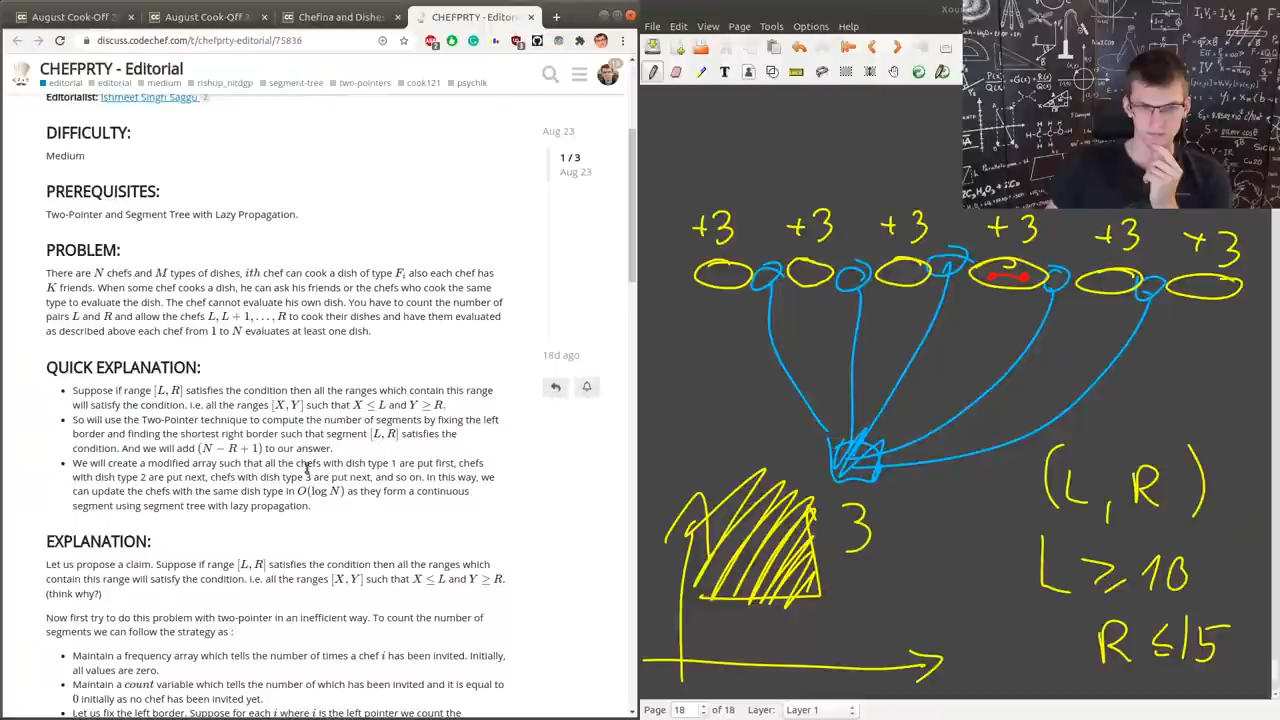 August Cook-Off
August Cook-Off
Chefina and Dishes
CHEFPRTY - Editorial
discuss.codechef.com/t/chefprty-editorial/75836
CHEFPRTY - Editorial
editorial editorial medium rishup_nitdgp segment-tree two-pointers cook121 psychik
Editorialist: Ishmeet Singh Saggu 2
DIFFICULTY:
Medium
PREREQUISITES:
Two-Pointer and Segment Tree with Lazy Propagation.
PROBLEM:
There are N chefs and M types of dishes, ith chef can cook a dish of type F_i also each chef has
K friends. When some chef cooks a dish, he can ask his friends or the chefs who cook the same
type to evaluate the dish. The chef cannot evaluate his own dish. You have to count the number of
pairs L and R and allow the chefs L, L + 1, . . . , R to cook their dishes and have them evaluated
as described above each chef from 1 to N evaluates at least one dish.
QUICK EXPLANATION:
• Suppose if range [L, R] satisfies the condition then all the ranges which contain this range
will satisfy the condition. i.e. all the ranges [X, Y] such that X ≤ L and Y ≥ R.
• So will use the Two-Pointer technique to compute the number of segments by fixing the left
border and finding the shortest right border such that segment [L, R] satisfies the
condition. And we will add (N − R + 1) to our answer.
• We will create a modified array such that all the chefs with dish type 1 are put first, chefs
with dish type 2 are put next, chefs with dish type 3 are put next, and so on. In this way, we
can update the chefs with the same dish type in O(log N) as they form a continuous
segment using segment tree with lazy propagation.
EXPLANATION:
Let us propose a claim. Suppose if range [L, R] satisfies the condition then all the ranges which
contain this range will satisfy the condition. i.e. all the ranges [X, Y] such that X ≤ L and Y ≥ R.
(think why?)
Now first try to do this problem with two-pointer in an inefficient way. To count the number of
segments we can follow the strategy as :
• Maintain a frequency array which tells the number of times a chef i has been invited. Initially,
all values are zero.
• Maintain a count variable which tells the number of which has been invited and it is equal to
0 initially as no chef has been invited yet.
• Let us fix the left border. Suppose for each i where i is the left pointer we count the
Aug 23
1 / 3
Aug 23
18d ago
File Edit View Journal Page Tools Options Help
+3 +3 +3 +3 +3 +3
3
(L, R)
L ≥ 10
R ≤ 15
Page 18 of 18 Layer: Layer 1